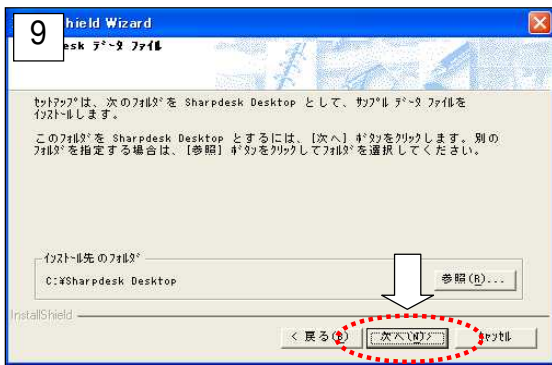 9
hield Wizard
esk ﾃﾞｰﾀ ﾌｧｲﾙ
ｾｯﾄｱｯﾌﾟは、次のﾌｫﾙﾀﾞを Sharpdesk Desktop として、ｻﾝﾌﾟﾙ ﾃﾞｰﾀ ﾌｧｲﾙを
ｲﾝｽﾄｰﾙします。
このﾌｫﾙﾀﾞを Sharpdesk Desktop とするには、[次へ] ﾎﾞﾀﾝをｸﾘｯｸします。別の
ﾌｫﾙﾀﾞを指定する場合は、[参照] ﾎﾞﾀﾝをｸﾘｯｸしてﾌｫﾙﾀﾞを選択してください。
ｲﾝｽﾄｰﾙ先 のﾌｫﾙﾀﾞ
C:¥Sharpdesk Desktop
参照(R)...
InstallShield
< 戻る(B)
次へ(N) >
ｷｬﾝｾﾙ